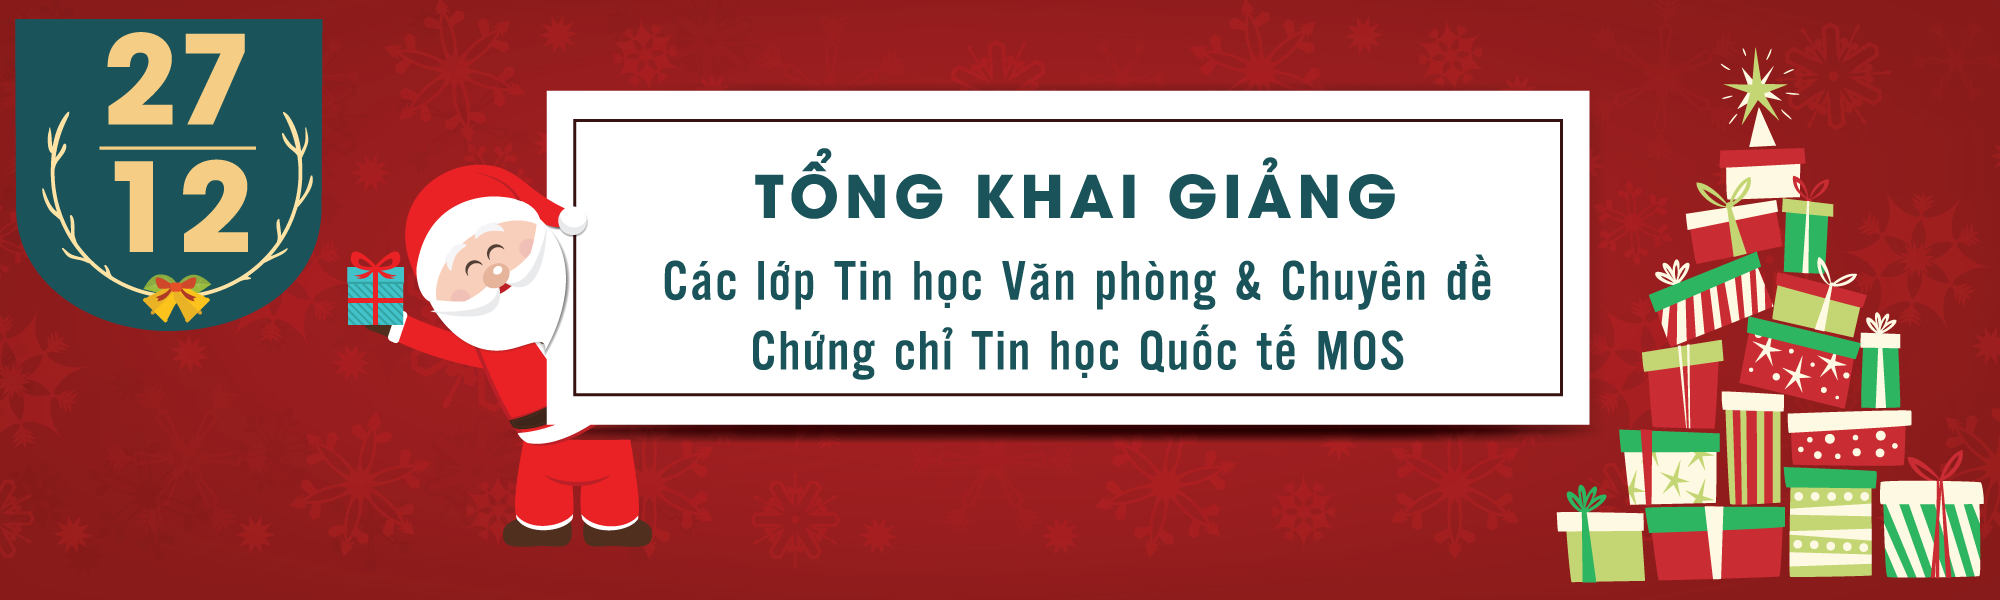 27
12
TỔNG KHAI GIẢNG
Các lớp Tin học Văn phòng & Chuyên đề
Chứng chỉ Tin học Quốc tế MOS